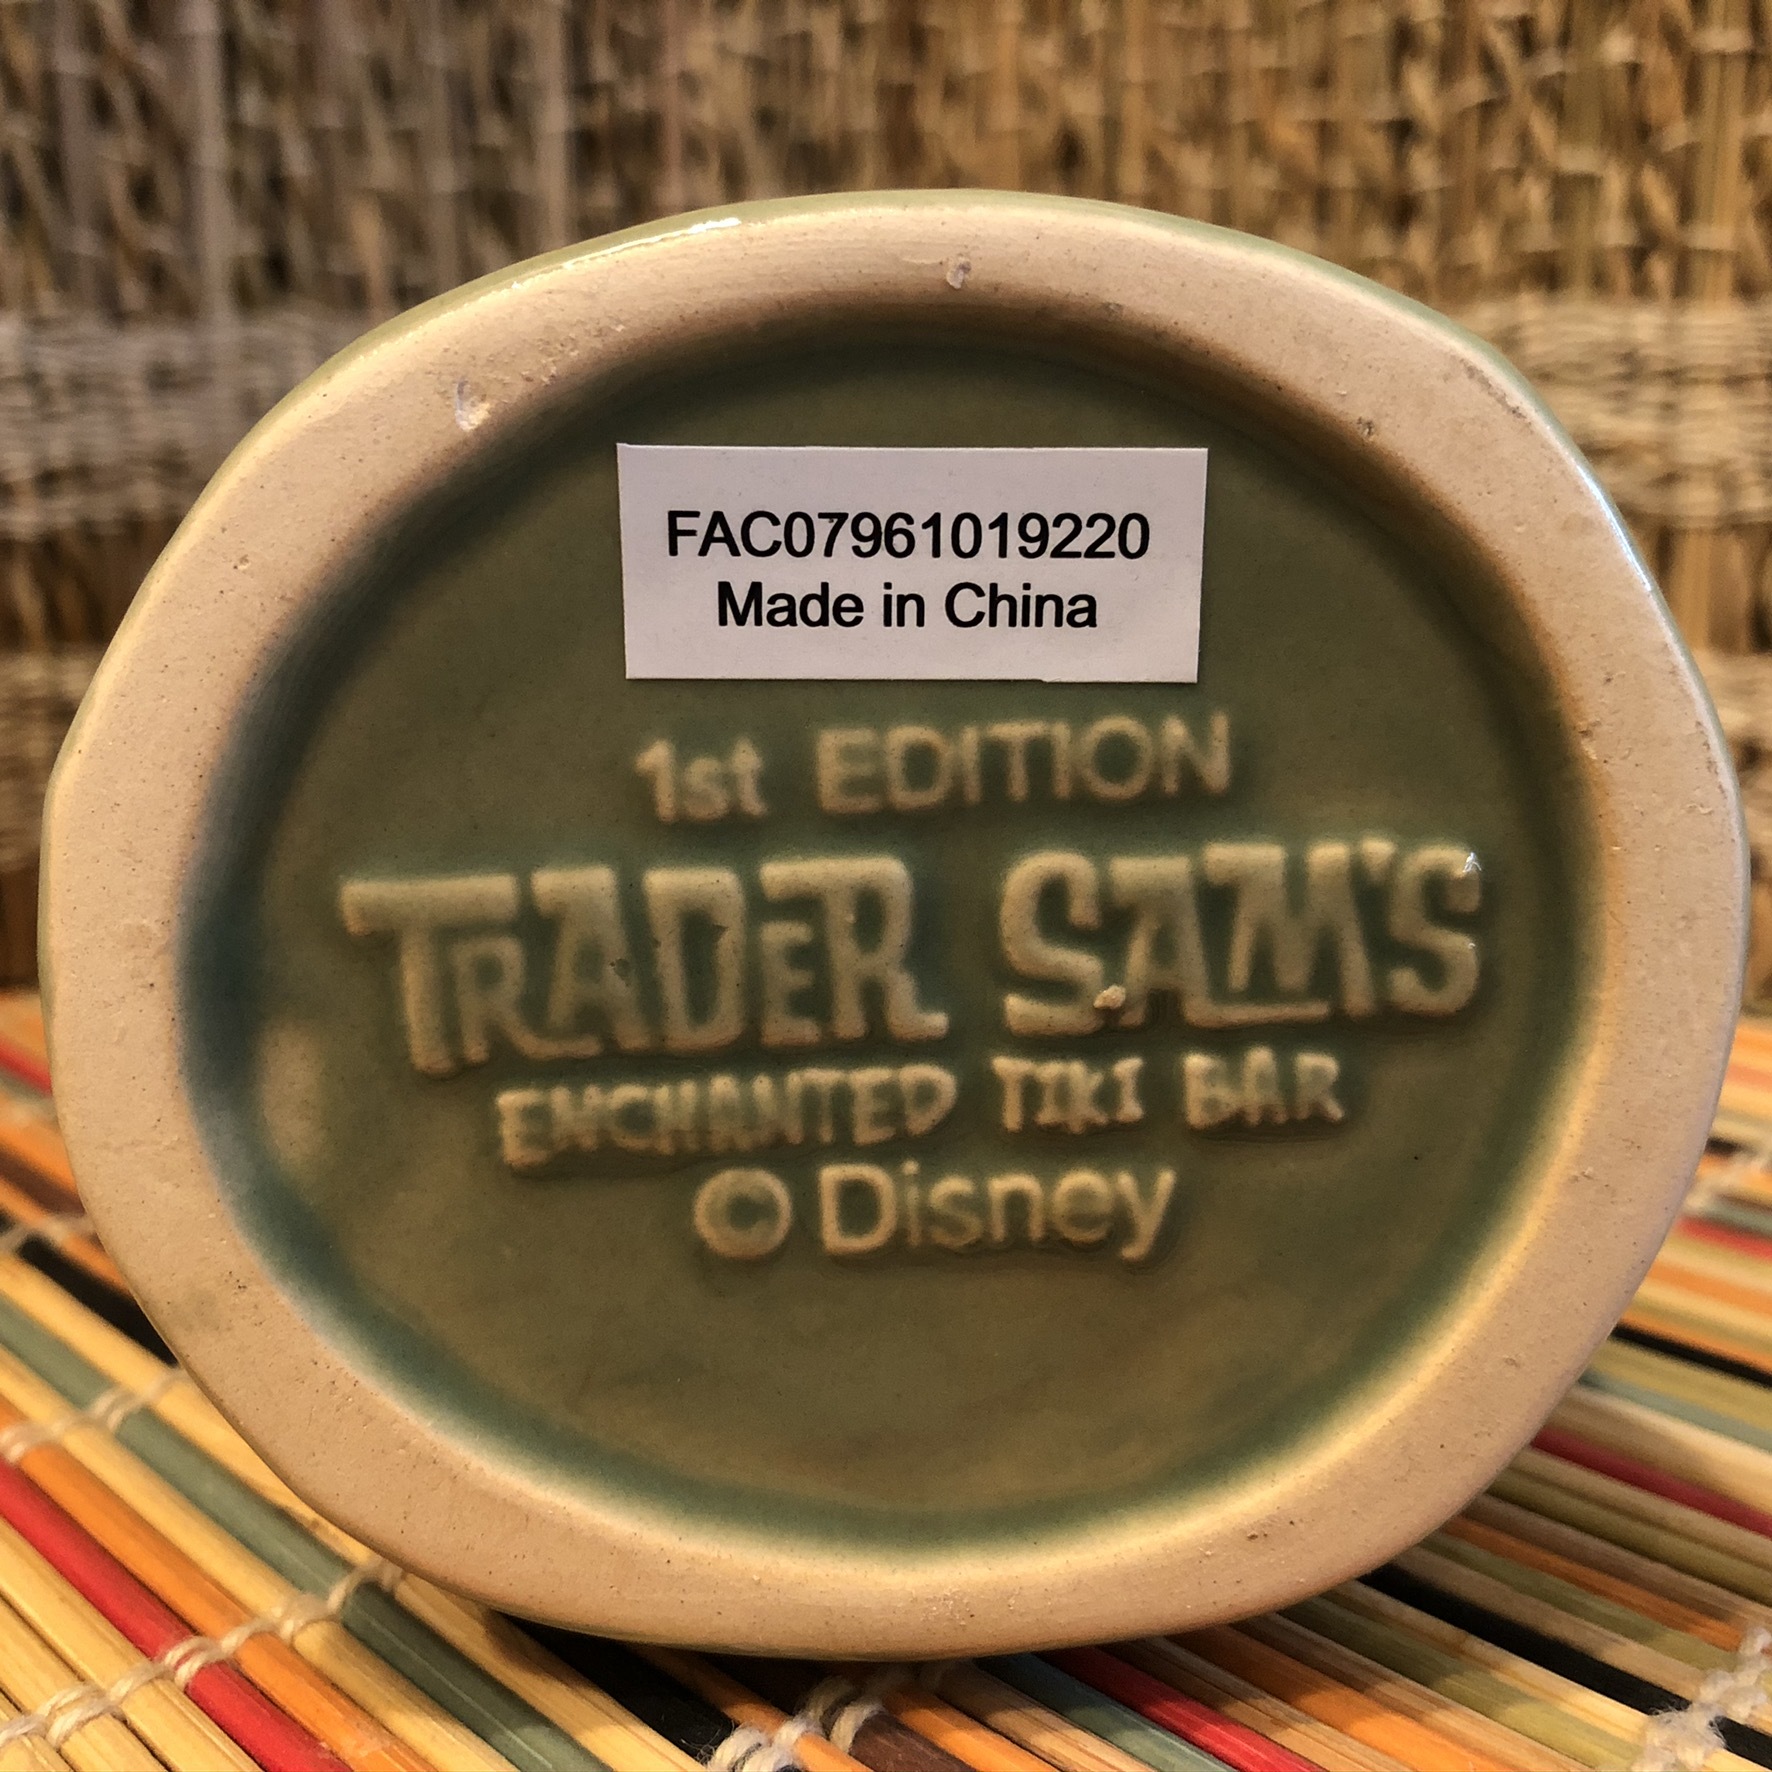 FAC07961019220
Made in China
1st EDITION
TRADER SAM'S
ENCHANTED TIKI BAR
©Disney